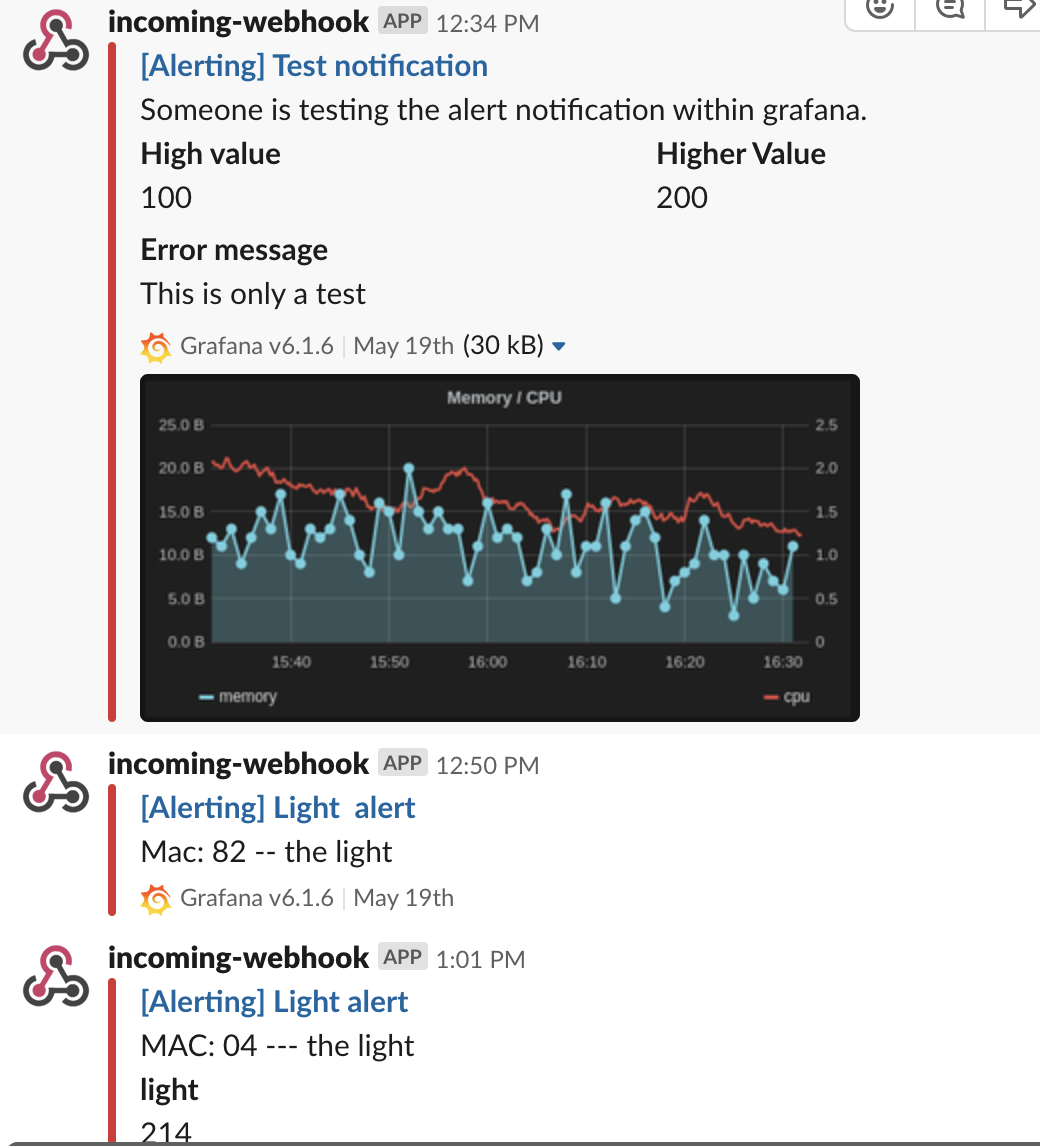 incoming-webhook APP 12:34 PM
[Alerting] Test notification
Someone is testing the alert notification within grafana.
High value Higher Value
100 200
Error message
This is only a test
Grafana v6.1.6 | May 19th (30 kB)
Memory / CPU
25.0 B 2.5
20.0 B 2.0
15.0 B 1.5
10.0 B 1.0
5.0 B 0.5
0.0 B 0
15:40 15:50 16:00 16:10 16:20 16:30
memory cpu
incoming-webhook APP 12:50 PM
[Alerting] Light  alert
Mac: 82 -- the light
Grafana v6.1.6 | May 19th
incoming-webhook APP 1:01 PM
[Alerting] Light alert
MAC: 04 --- the light
light
214